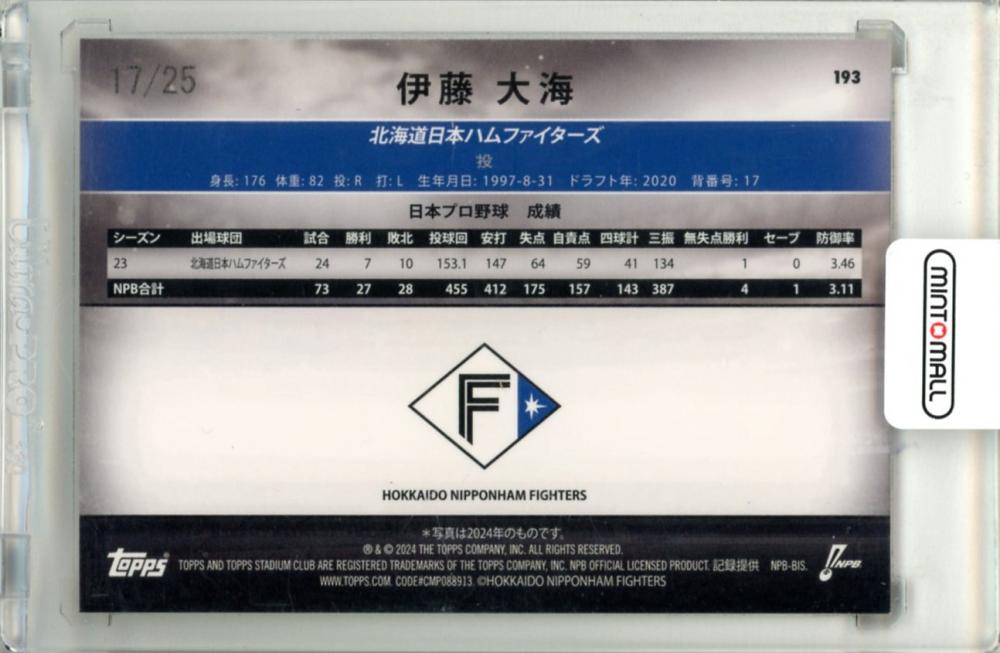 17/25
伊藤 大海
193
北海道日本ハムファイターズ
投
身長: 176 体重: 82 投: R 打: L 生年月日: 1997-8-31 ドラフト年: 2020 背番号: 17
日本プロ野球 成績
シーズン 出場球団 試合 勝利 敗北 投球回 安打 失点 自責点 四球計 三振 無失点勝利 セーブ 防御率
23 北海道日本ハムファイターズ 24 7 10 153.1 147 64 59 41 134 1 0 3.46
NPB合計 73 27 28 455 412 175 157 143 387 4 1 3.11
MINTOMALL
F
HOKKAIDO NIPPONHAM FIGHTERS
*写真は2024年のものです。
® & © 2024 THE TOPPS COMPANY, INC. ALL RIGHTS RESERVED.
TOPPS AND TOPPS STADIUM CLUB ARE REGISTERED TRADEMARKS OF THE TOPPS COMPANY, INC. NPB OFFICIAL LICENSED PRODUCT. 記録提供 NPB-BIS.
WWW.TOPPS.COM. CODE#CMP088913 ©HOKKAIDO NIPPONHAM FIGHTERS
Topps
NPB